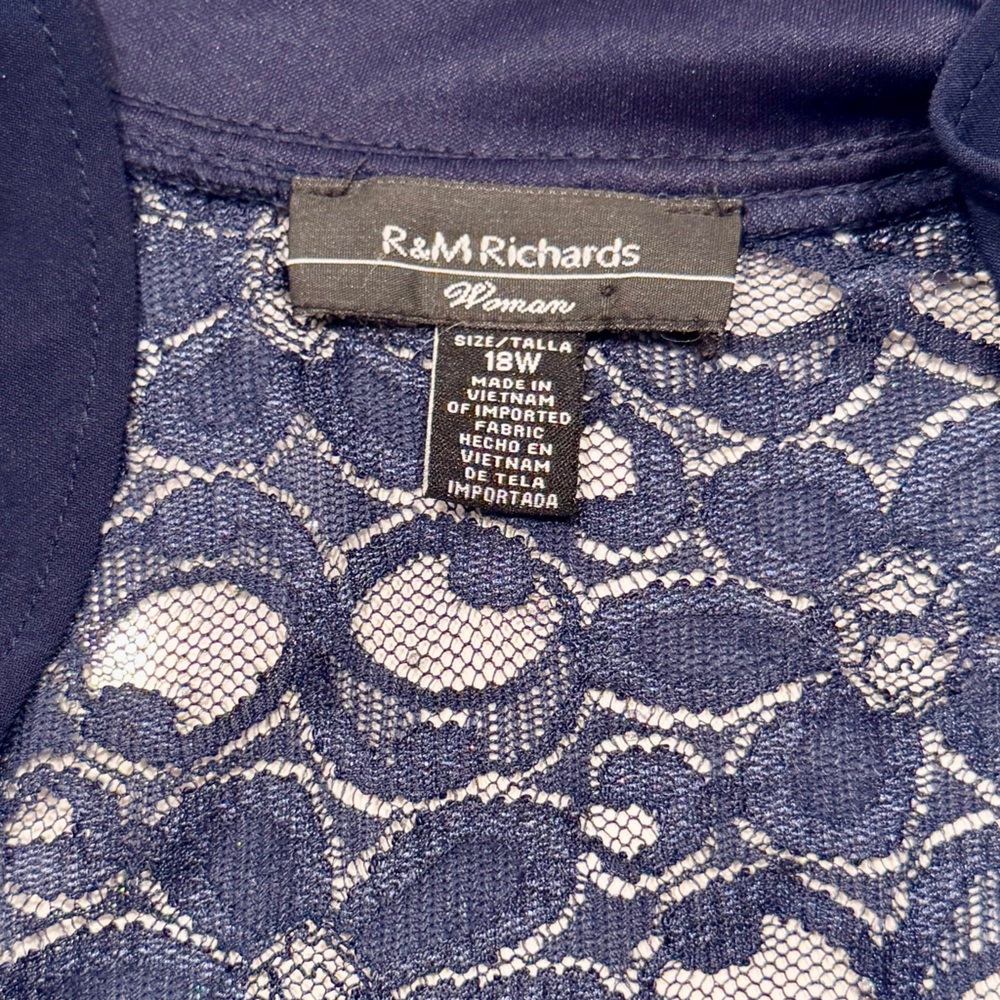 R&M Richards
Woman
SIZE/TALLA
18W
MADE IN
VIETNAM
OF IMPORTED
FABRIC
HECHO EN
VIETNAM
DE TELA
IMPORTADA